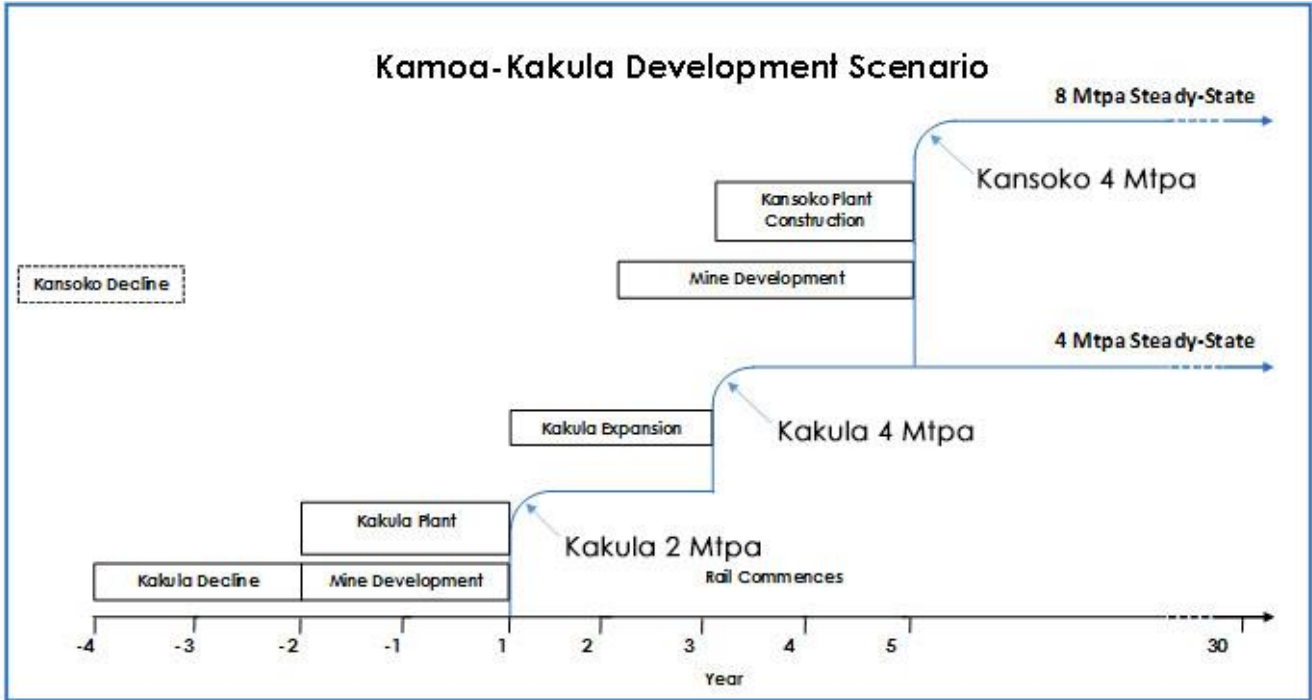 Kamoa-Kakula Development Scenario
8 Mtpa Steady-State
Kansoko 4 Mtpa
Kansoko Plant
Construction
Kansoko Decline
Mine Development
4 Mtpa Steady-State
Kakula Expansion
Kakula 4 Mtpa
Kakula Plant
Kakula 2 Mtpa
Kakula Decline
Mine Development
Rail Commences
-4 -3 -2 -1 1 2 3 4 5 30
Year